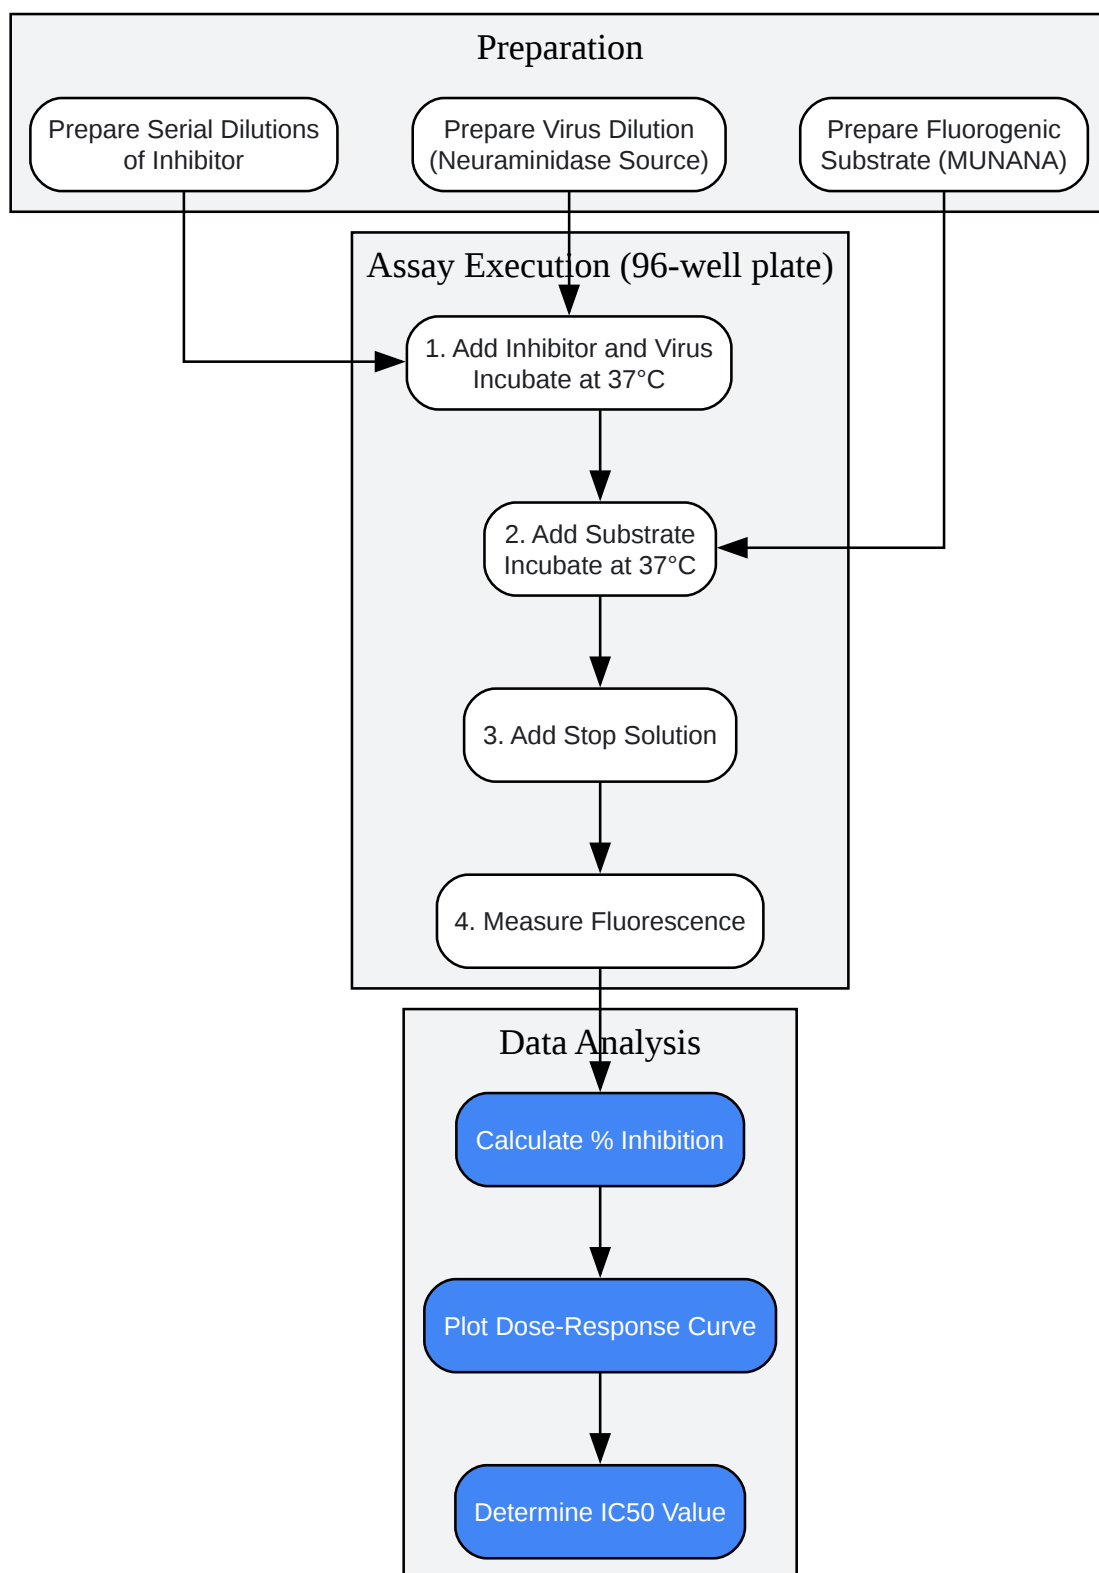 Preparation
Prepare Serial Dilutions
of Inhibitor
Prepare Virus Dilution
(Neuraminidase Source)
Prepare Fluorogenic
Substrate (MUNANA)
Assay Execution (96-well plate)
1. Add Inhibitor and Virus
Incubate at 37°C
2. Add Substrate
Incubate at 37°C
3. Add Stop Solution
4. Measure Fluorescence
Data Analysis
Calculate % Inhibition
Plot Dose-Response Curve
Determine IC50 Value